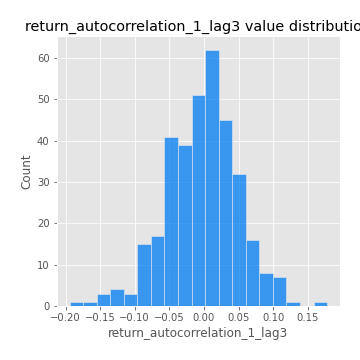 return_autocorrelation_1_lag3 value distributio
60
50
40
30
20
10
0
Count
−0.20 −0.15 −0.10 −0.05 0.00 0.05 0.10 0.15
return_autocorrelation_1_lag3